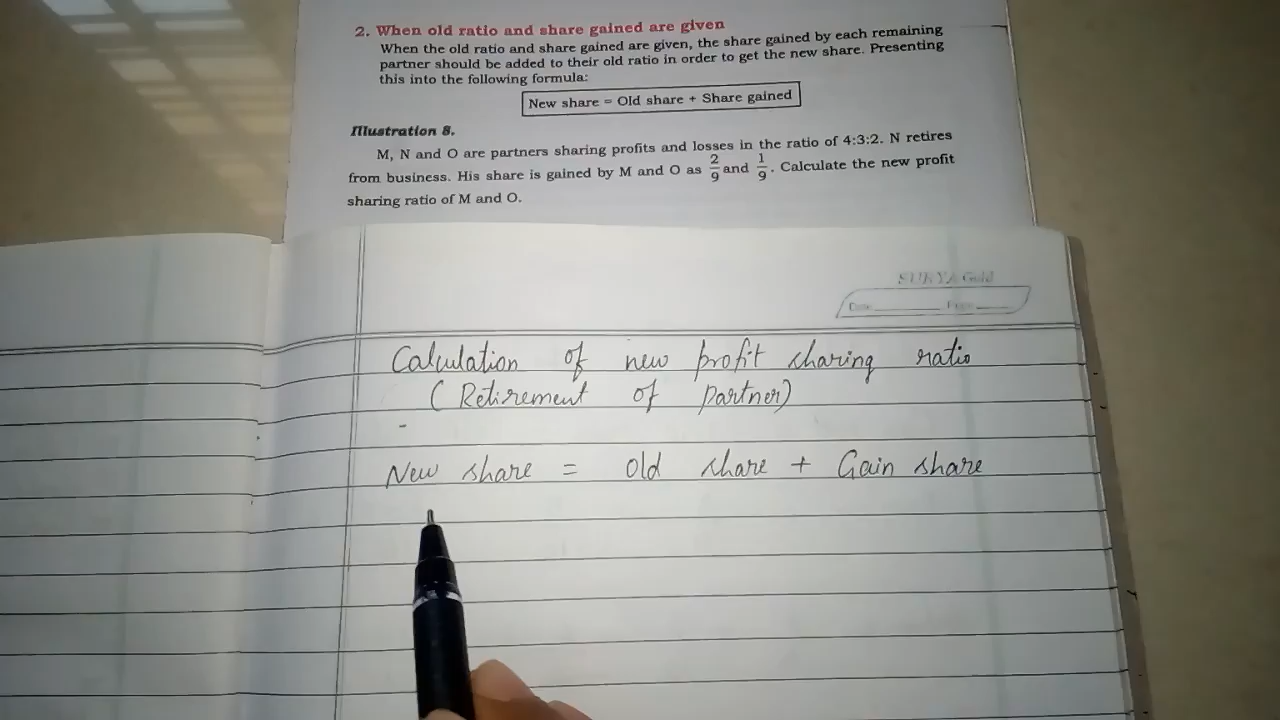 2. When old ratio and share gained are given
When the old ratio and share gained are given, the share gained by each remaining
partner should be added to their old ratio in order to get the new share. Presenting
this into the following formula:
New share = Old share + Share gained
Illustration 8.
M, N and O are partners sharing profits and losses in the ratio of 4:3:2. N retires
from business. His share is gained by M and O as 2/9 and 1/9. Calculate the new profit
sharing ratio of M and O.
SURYA Gold
Date Page
Calculation of new profit sharing ratio
( Retirement of partner)
-
New share = Old share + Gain share